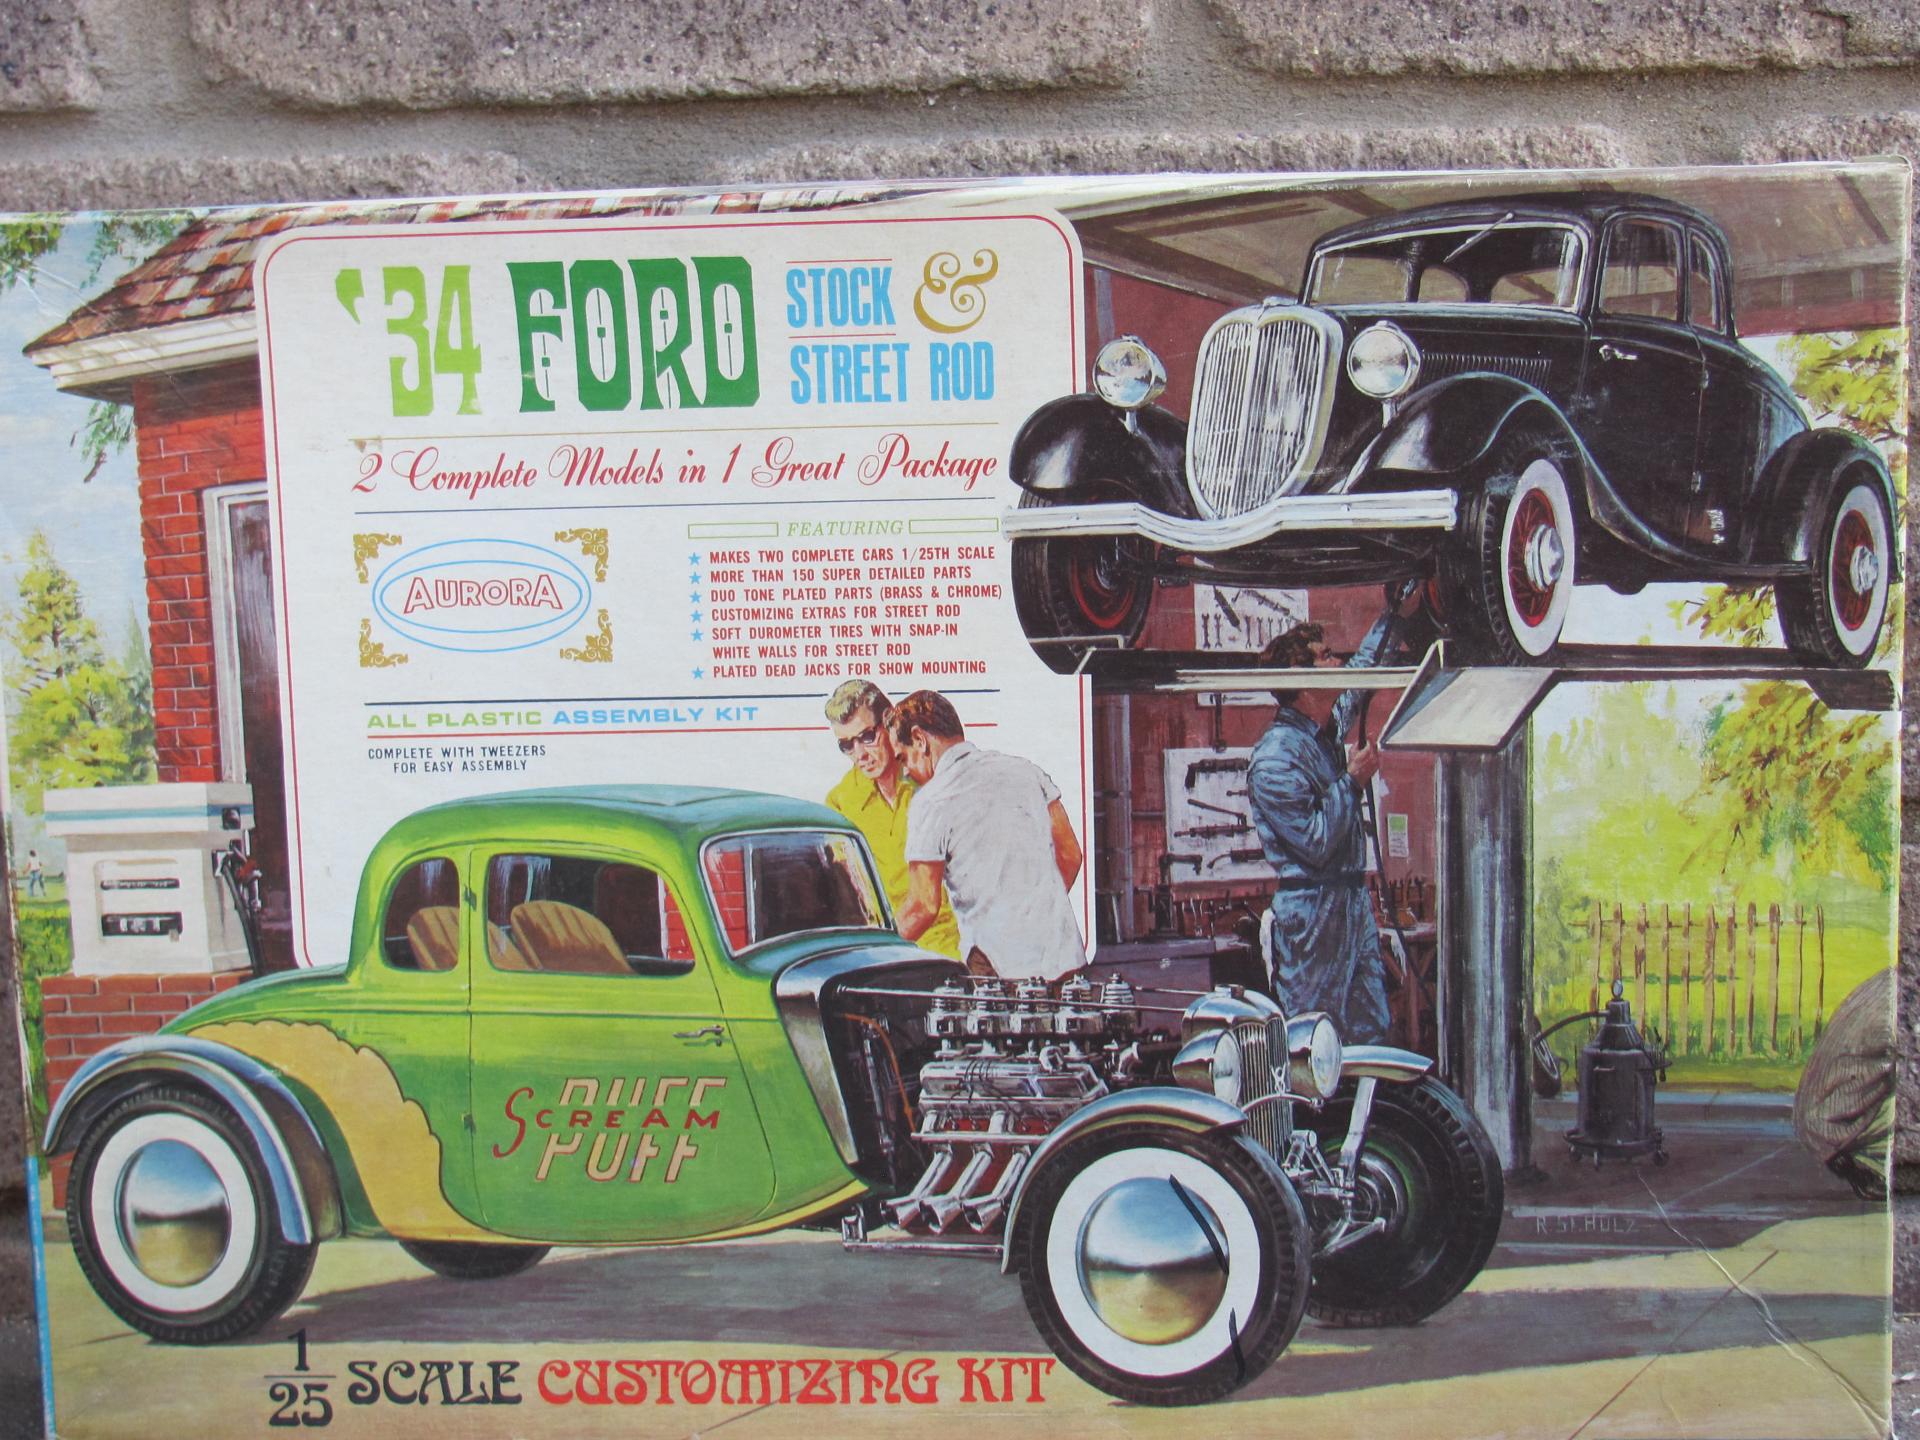 '34 FORD STOCK &
STREET ROD
2 Complete Models in 1 Great Package
AURORA
FEATURING
★ MAKES TWO COMPLETE CARS 1/25TH SCALE
★ MORE THAN 150 SUPER DETAILED PARTS
★ DUO TONE PLATED PARTS (BRASS & CHROME)
★ CUSTOMIZING EXTRAS FOR STREET ROD
★ SOFT DUROMETER TIRES WITH SNAP-IN
WHITE WALLS FOR STREET ROD
★ PLATED DEAD JACKS FOR SHOW MOUNTING
ALL PLASTIC ASSEMBLY KIT
COMPLETE WITH TWEEZERS
FOR EASY ASSEMBLY
SCREAM
PUFF
1/25 SCALE CUSTOMIZING KIT